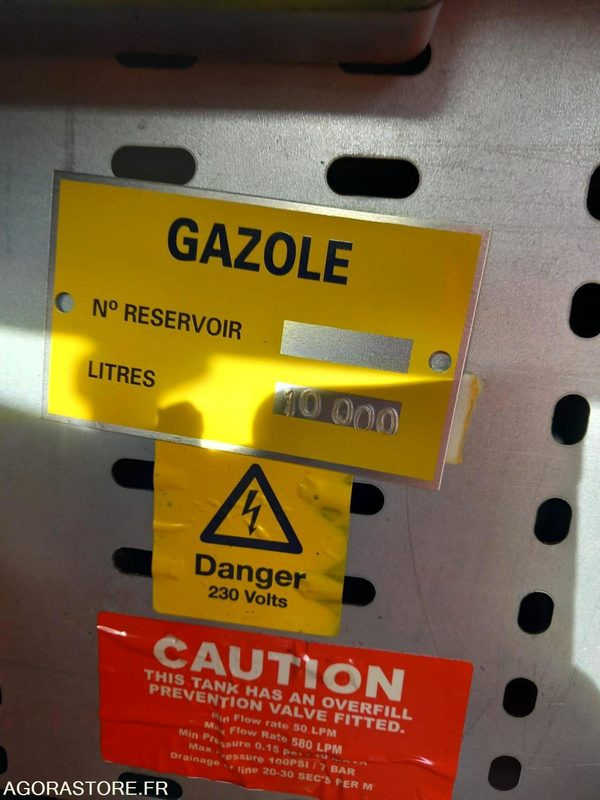 GAZOLE
Nº RESERVOIR
LITRES
10 000
Danger
230 Volts
CAUTION
THIS TANK HAS AN OVERFILL
PREVENTION VALVE FITTED.
Min Flow rate 50 LPM
Max Flow Rate 580 LPM
Min Pressure 0.15
Max Pressure 100PSI / 7 BAR
Drainage line 20-30 SEC'S PER M
AGORASTORE.FR